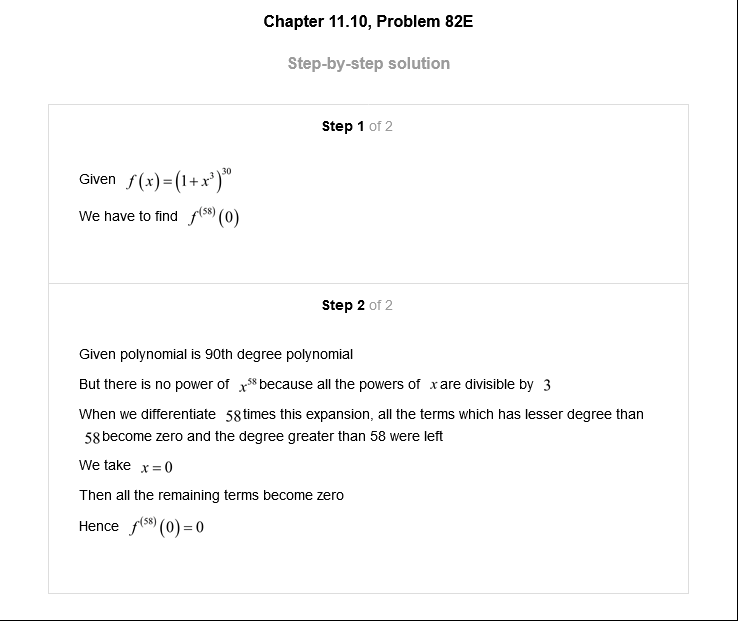 Chapter 11.10, Problem 82E
Step-by-step solution
Step 1 of 2
Given f(x)=(1+x³)³⁰
We have to find f⁽⁵⁸⁾(0)
Step 2 of 2
Given polynomial is 90th degree polynomial
But there is no power of x⁵⁸ because all the powers of x are divisible by 3
When we differentiate 58 times this expansion, all the terms which has lesser degree than
58 become zero and the degree greater than 58 were left
We take x=0
Then all the remaining terms become zero
Hence f⁽⁵⁸⁾(0)=0